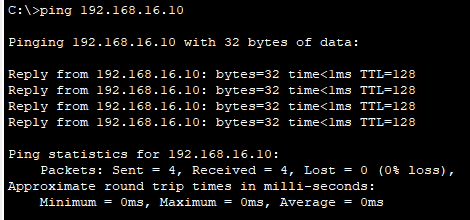 C:\>ping 192.168.16.10
Pinging 192.168.16.10 with 32 bytes of data:
Reply from 192.168.16.10: bytes=32 time<1ms TTL=128
Reply from 192.168.16.10: bytes=32 time<1ms TTL=128
Reply from 192.168.16.10: bytes=32 time<1ms TTL=128
Reply from 192.168.16.10: bytes=32 time<1ms TTL=128
Ping statistics for 192.168.16.10:
    Packets: Sent = 4, Received = 4, Lost = 0 (0% loss),
Approximate round trip times in milli-seconds:
    Minimum = 0ms, Maximum = 0ms, Average = 0ms